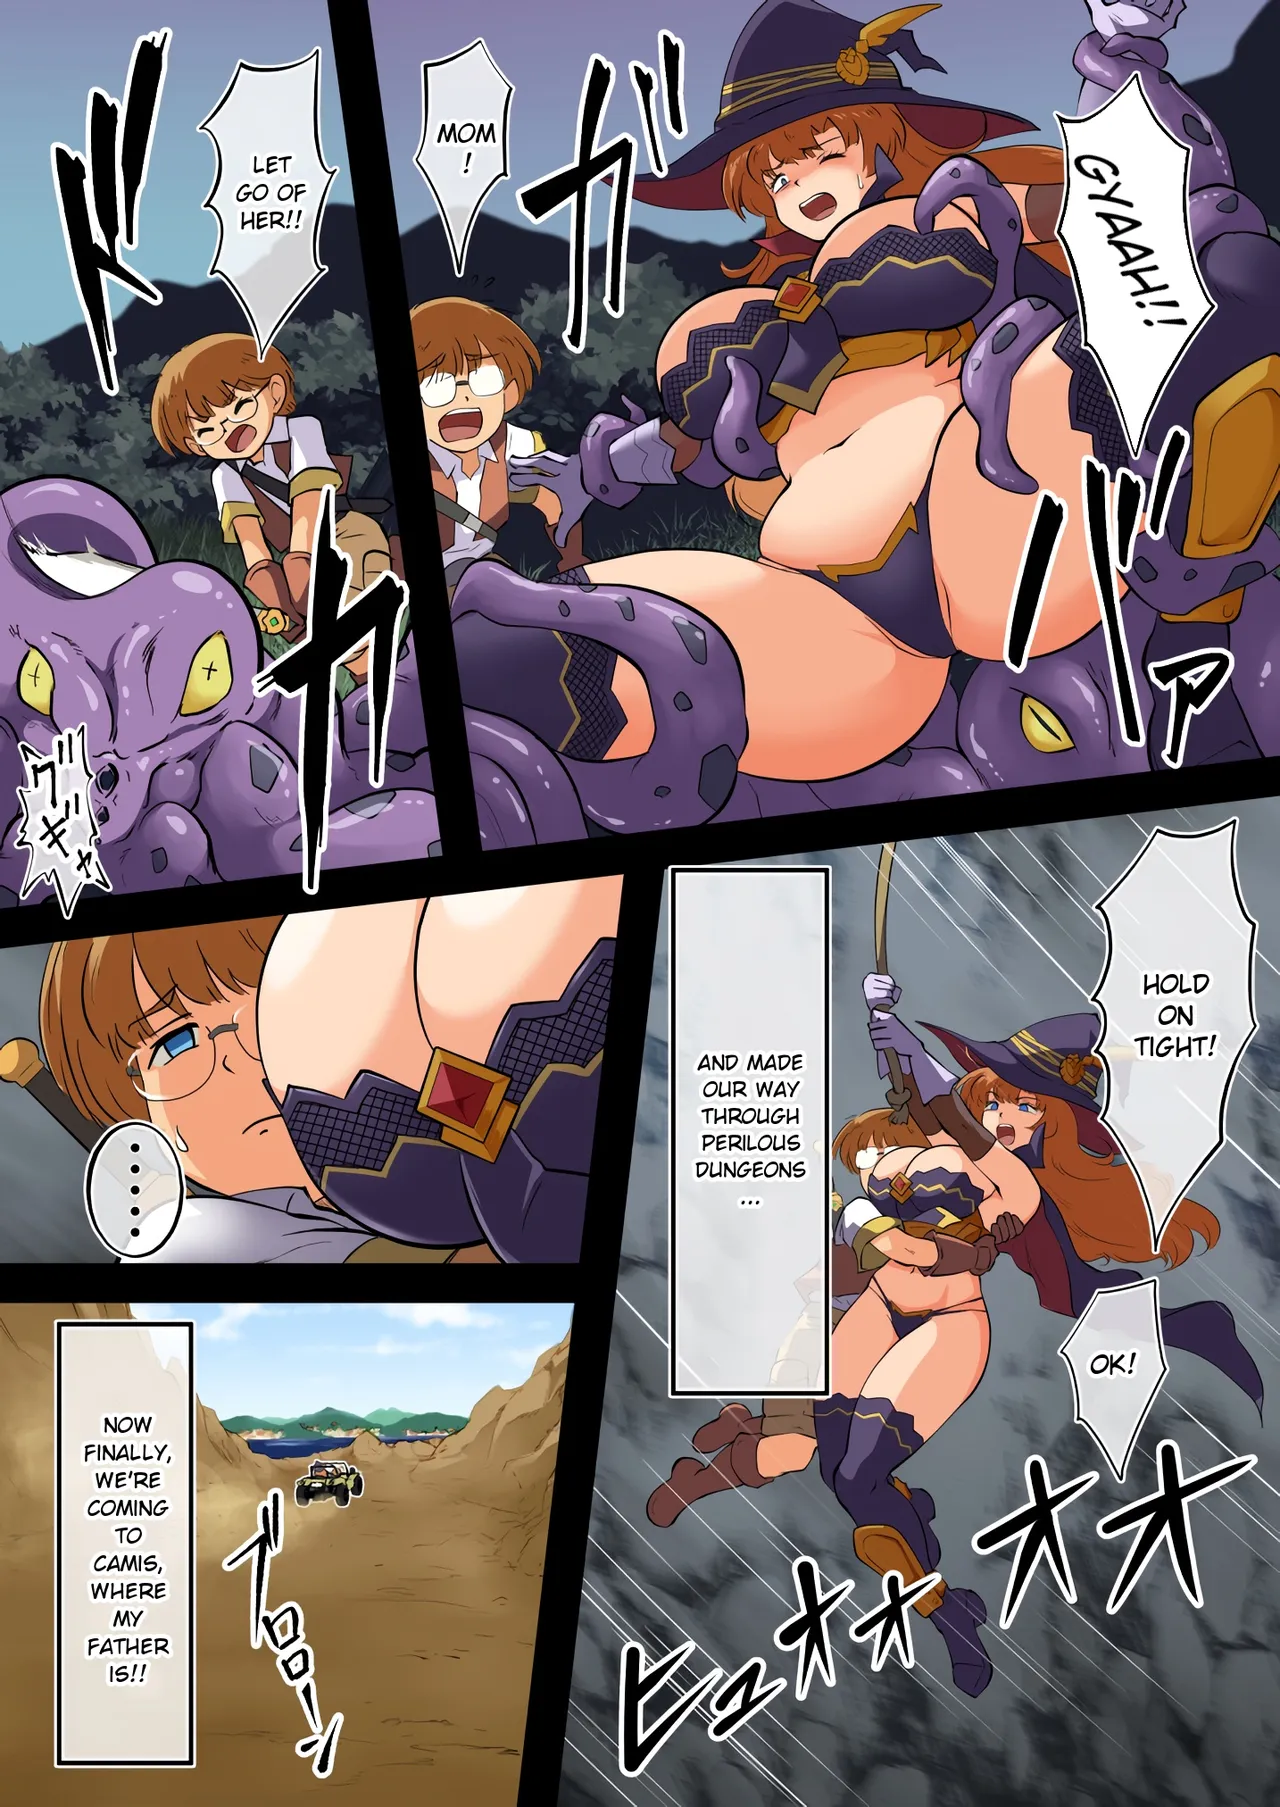 GYAAH!!
ガ
バァ
MOM
!
LET
GO OF
HER!!
ドカ
グギャ
HOLD
ON
TIGHT!
AND MADE
OUR WAY
THROUGH
PERILOUS
DUNGEONS
...
OK!
ヒュオオオオ
......
NOW
FINALLY,
WE'RE
COMING
TO
CAMIS,
WHERE
MY
FATHER
IS!!
ブロローン